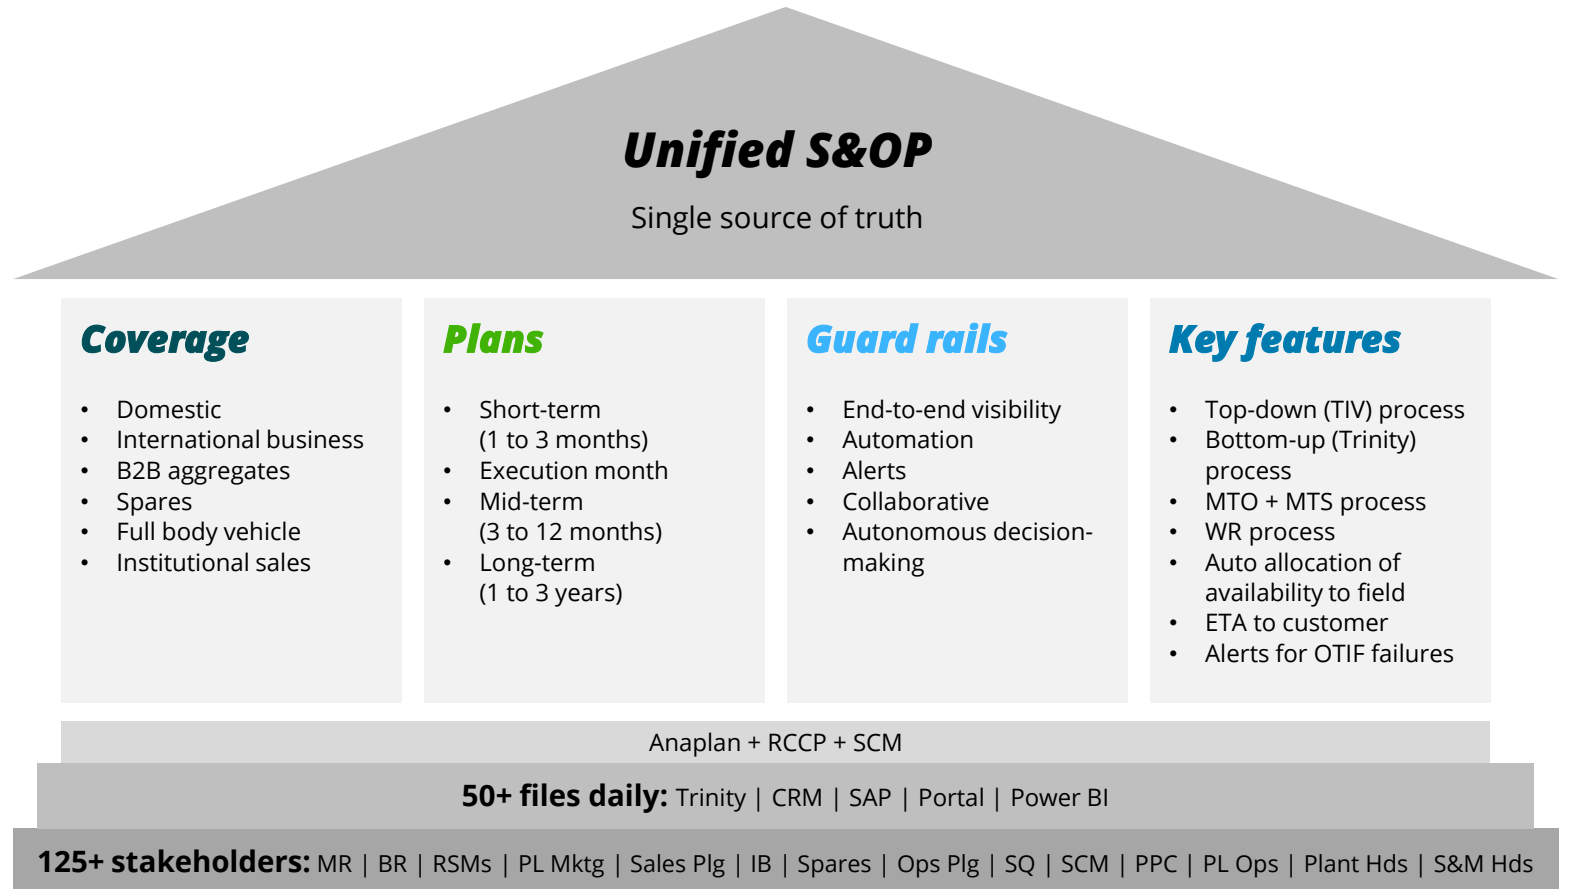 Unified S&OP
Single source of truth
Coverage
• Domestic
• International business
• B2B aggregates
• Spares
• Full body vehicle
• Institutional sales
Plans
• Short-term
(1 to 3 months)
• Execution month
• Mid-term
(3 to 12 months)
• Long-term
(1 to 3 years)
Guard rails
• End-to-end visibility
• Automation
• Alerts
• Collaborative
• Autonomous decision-
making
Key features
• Top-down (TIV) process
• Bottom-up (Trinity)
process
• MTO + MTS process
• WR process
• Auto allocation of
availability to field
• ETA to customer
• Alerts for OTIF failures
Anaplan + RCCP + SCM
50+ files daily: Trinity | CRM | SAP | Portal | Power BI
125+ stakeholders: MR | BR | RSMs | PL Mktg | Sales Plg | IB | Spares | Ops Plg | SQ | SCM | PPC | PL Ops | Plant Hds | S&M Hds